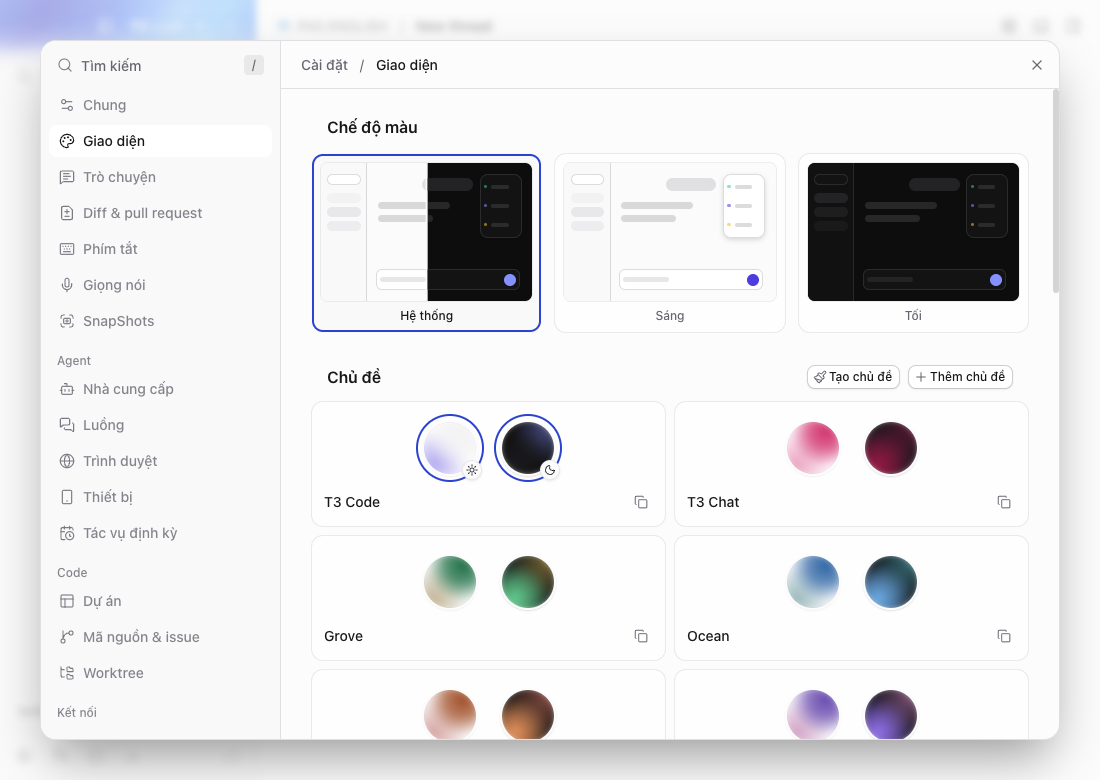 Tìm kiếm /
Chung
Giao diện
Trò chuyện
Diff & pull request
Phím tắt
Giọng nói
SnapShots
Agent
Nhà cung cấp
Luồng
Trình duyệt
Thiết bị
Tác vụ định kỳ
Code
Dự án
Mã nguồn & issue
Worktree
Kết nối
Cài đặt / Giao diện
Chế độ màu
Hệ thống
Sáng
Tối
Chủ đề
Tạo chủ đề
Thêm chủ đề
T3 Code
T3 Chat
Grove
Ocean